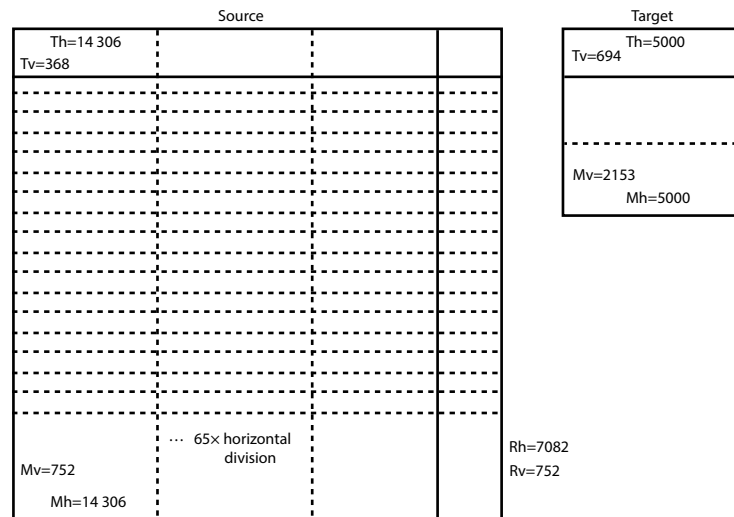 Source
Target
Th=14 306
Tv=368
Th=5000
Tv=694
Mv=2153
Mh=5000
... 65× horizontal
division
Rh=7082
Rv=752
Mv=752
Mh=14 306